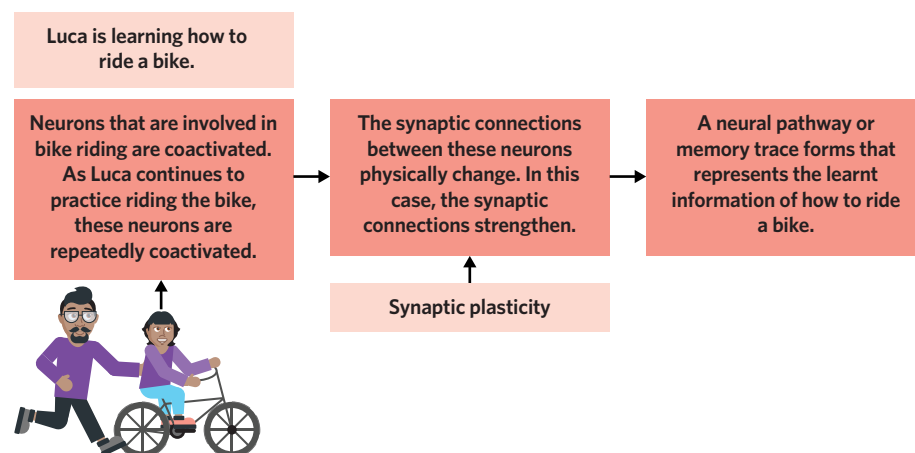 Luca is learning how to
ride a bike.
Neurons that are involved in
bike riding are coactivated.
As Luca continues to
practice riding the bike,
these neurons are
repeatedly coactivated.
The synaptic connections
between these neurons
physically change. In this
case, the synaptic
connections strengthen.
A neural pathway or
memory trace forms that
represents the learnt
information of how to ride
a bike.
Synaptic plasticity